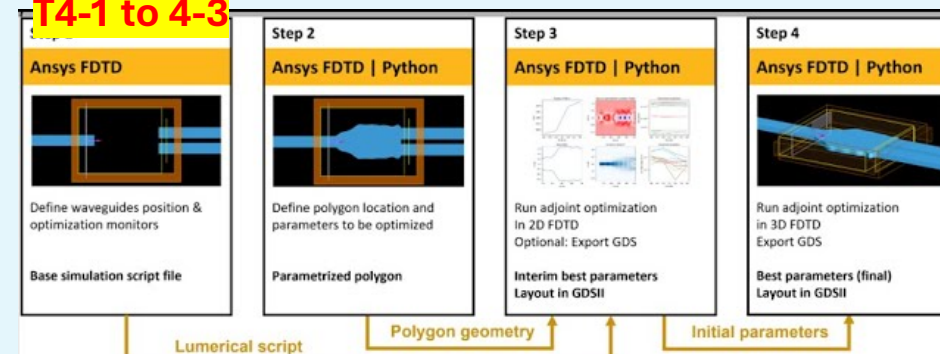 T4-1 to 4-3
Ansys FDTD
Define waveguides position &
optimization monitors
Base simulation script file
Step 2
Ansys FDTD | Python
Define polygon location and
parameters to be optimized
Parametrized polygon
Step 3
Ansys FDTD | Python
Run adjoint optimization
In 2D FDTD
Optional: Export GDS
Interim best parameters
Layout in GDSII
Step 4
Ansys FDTD | Python
Run adjoint optimization
in 3D FDTD
Export GDS
Best parameters (final)
Layout in GDSII
Lumerical script
Polygon geometry
Initial parameters